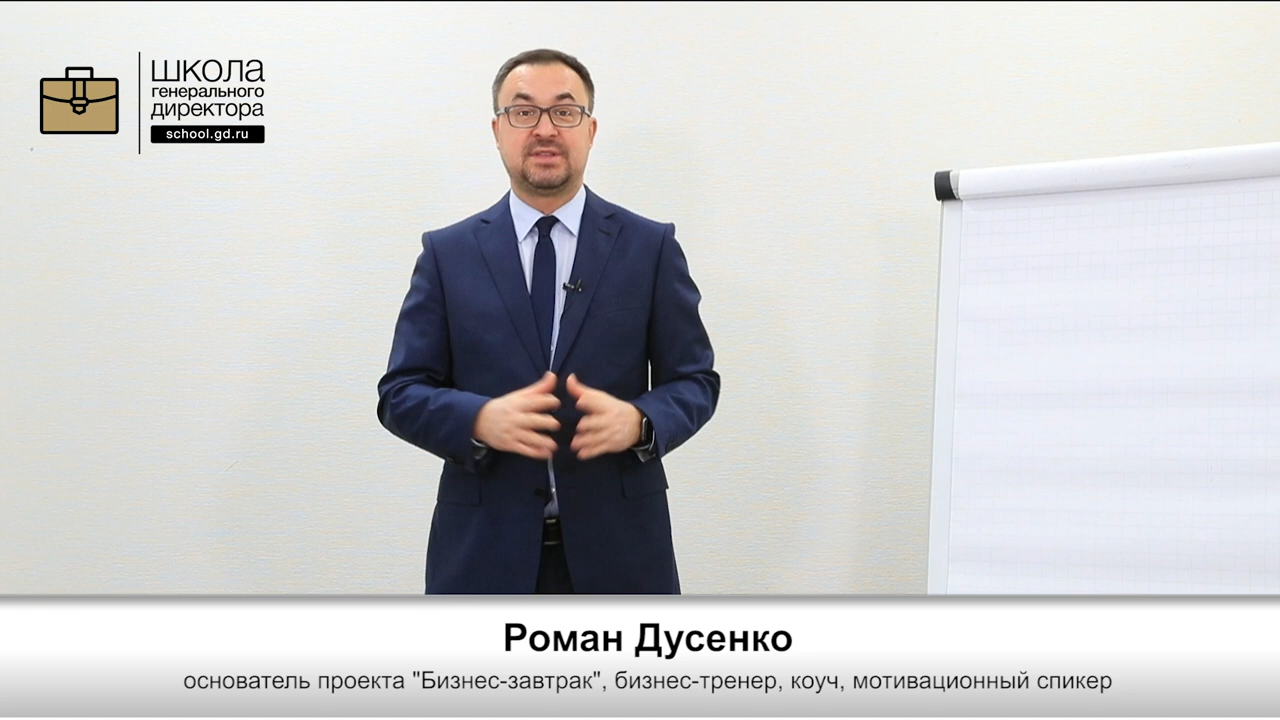 ШКОЛА
генерального
директора
school.gd.ru
Роман Дусенко
основатель проекта "Бизнес-завтрак", бизнес-тренер, коуч, мотивационный спикер